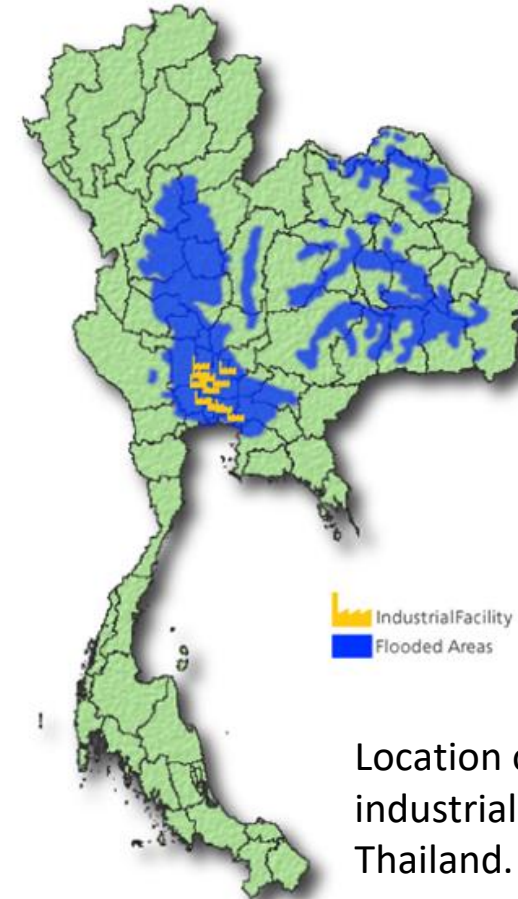 IndustrialFacility
Flooded Areas
Location
industrial
Thailand.